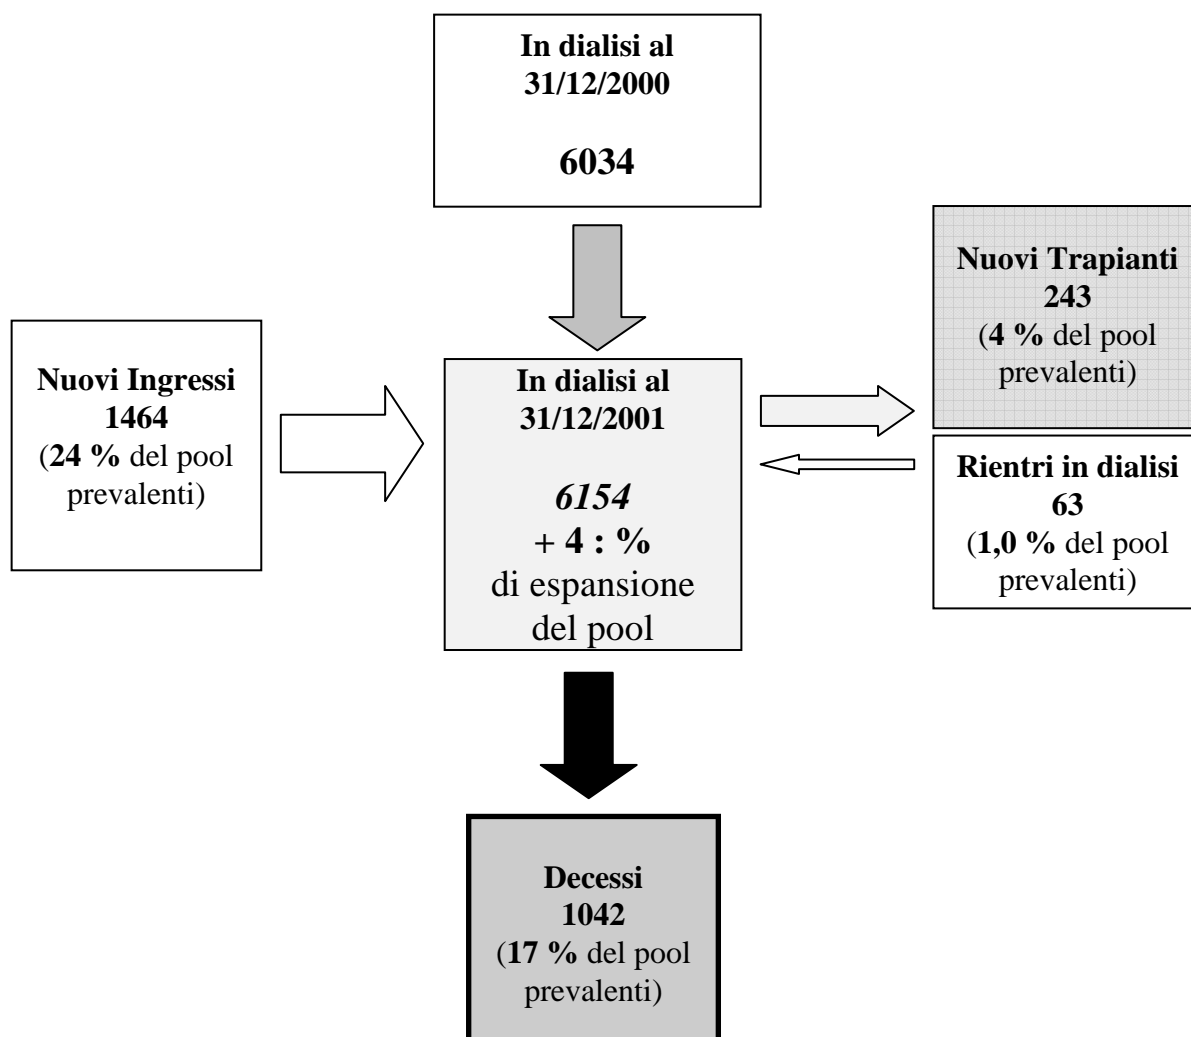 In dialisi al
31/12/2000
6034
Nuovi Trapianti
243
(4 % del pool
prevalenti)
Nuovi Ingressi
1464
(24 % del pool
prevalenti)
In dialisi al
31/12/2001
6154
+ 4 : %
di espansione
del pool
Rientri in dialisi
63
(1,0 % del pool
prevalenti)
Decessi
1042
(17 % del pool
prevalenti)